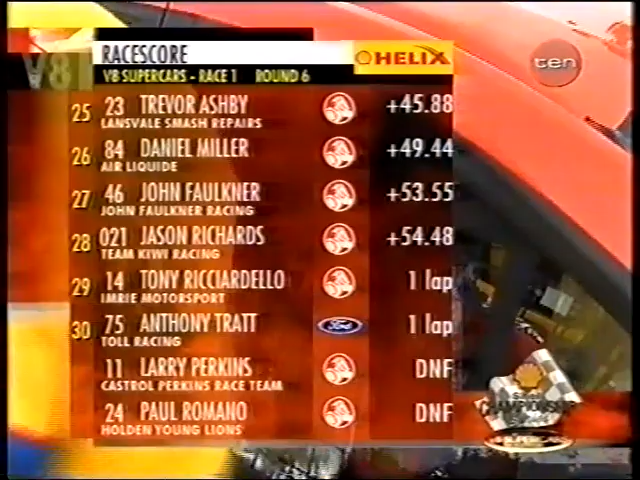 V8
RACESCORE
V8 SUPERCARS - RACE 1 ROUND 6
HELIX
ten
25 23 TREVOR ASHBY +45.88
LANSVALE SMASH REPAIRS
26 84 DANIEL MILLER +49.44
AIR LIQUIDE
27 46 JOHN FAULKNER +53.55
JOHN FAULKNER RACING
28 021 JASON RICHARDS +54.48
TEAM KIWI RACING
29 14 TONY RICCIARDELLO 1 lap
IMRIE MOTORSPORT
30 75 ANTHONY TRATT Ford 1 lap
TOLL RACING
11 LARRY PERKINS DNF
CASTROL PERKINS RACE TEAM
24 PAUL ROMANO DNF
HOLDEN YOUNG LIONS
CHAMPIONSHIP